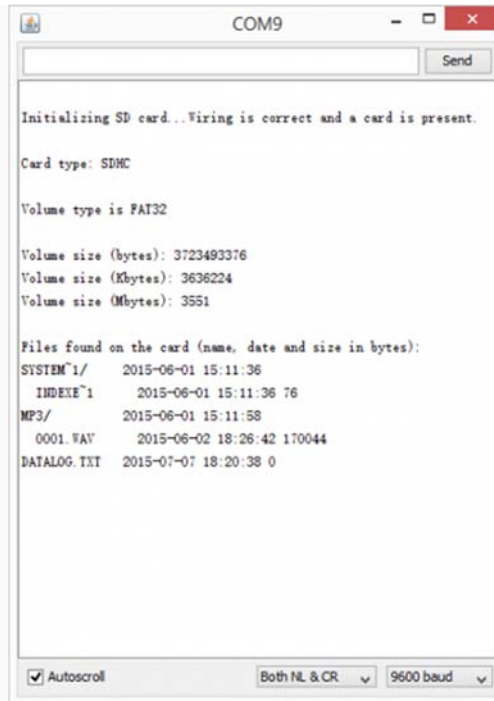 COM9
Send
Initializing SD card...Wiring is correct and a card is present.
Card type: SDHC
Volume type is FAT32
Volume size (bytes): 3723493376
Volume size (Kbytes): 3636224
Volume size (Mbytes): 3551
Files found on the card (name, date and size in bytes):
SYSTEM~1/ 2015-06-01 15:11:36
INDEXE~1 2015-06-01 15:11:36 76
MP3/ 2015-06-01 15:11:58
0001.WAV 2015-06-02 18:26:42 170044
DATALOG.TXT 2015-07-07 18:20:38 0
Autoscroll Both NL & CR 9600 baud